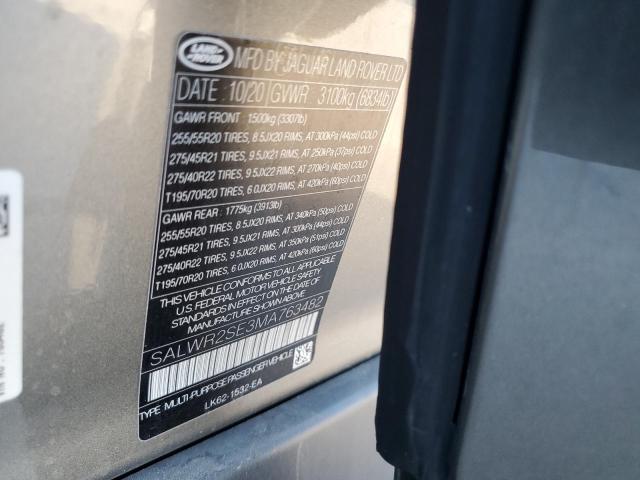 LAND
ROVER
MFD BY JAGUAR LAND ROVER LTD
DATE 10/20 GVWR 3100kg (6834lb)
GAWR FRONT 1500kg (3307lb)
255/55R20 TIRES, 8.5JX20 RIMS, AT 300kPa (44psi) COLD
275/45R21 TIRES, 9.5JX21 RIMS, AT 250kPa (37psi) COLD
275/40R22 TIRES, 9.5JX22 RIMS, AT 270kPa (40psi) COLD
T195/70R20 TIRES, 6.0JX20 RIMS, AT 420kPa (60psi) COLD
GAWR REAR 1775kg (3913lb)
255/55R20 TIRES, 8.5JX20 RIMS, AT 340kPa (50psi) COLD
275/45R21 TIRES, 9.5JX21 RIMS, AT 300kPa (44psi) COLD
275/40R22 TIRES, 9.5JX22 RIMS, AT 350kPa (51psi) COLD
T195/70R20 TIRES, 6.0JX20 RIMS, AT 420kPa (60psi) COLD
THIS VEHICLE CONFORMS TO ALL APPLICABLE
U.S. FEDERAL MOTOR VEHICLE SAFETY
STANDARDS IN EFFECT ON THE DATE OF
MANUFACTURE SHOWN ABOVE
SALWR2SE3MA763482
TYPE MULTI-PURPOSE PASSENGER VEHICLE
LK62-1532-EA